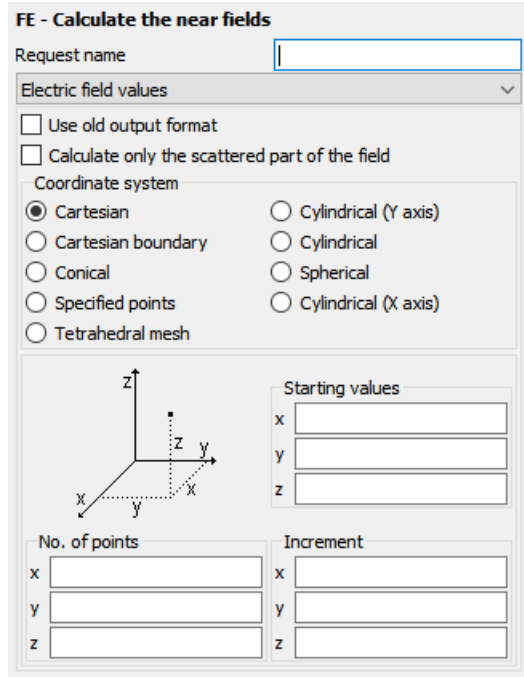 FE - Calculate the near fields
Request name
Electric field values
Use old output format
Calculate only the scattered part of the field
Coordinate system
Cartesian
Cylindrical (Y axis)
Cartesian boundary
Cylindrical
Conical
Spherical
Specified points
Cylindrical (X axis)
Tetrahedral mesh
z
z
y
x
x
y
Starting values
x
y
z
No. of points
x
y
z
Increment
x
y
z